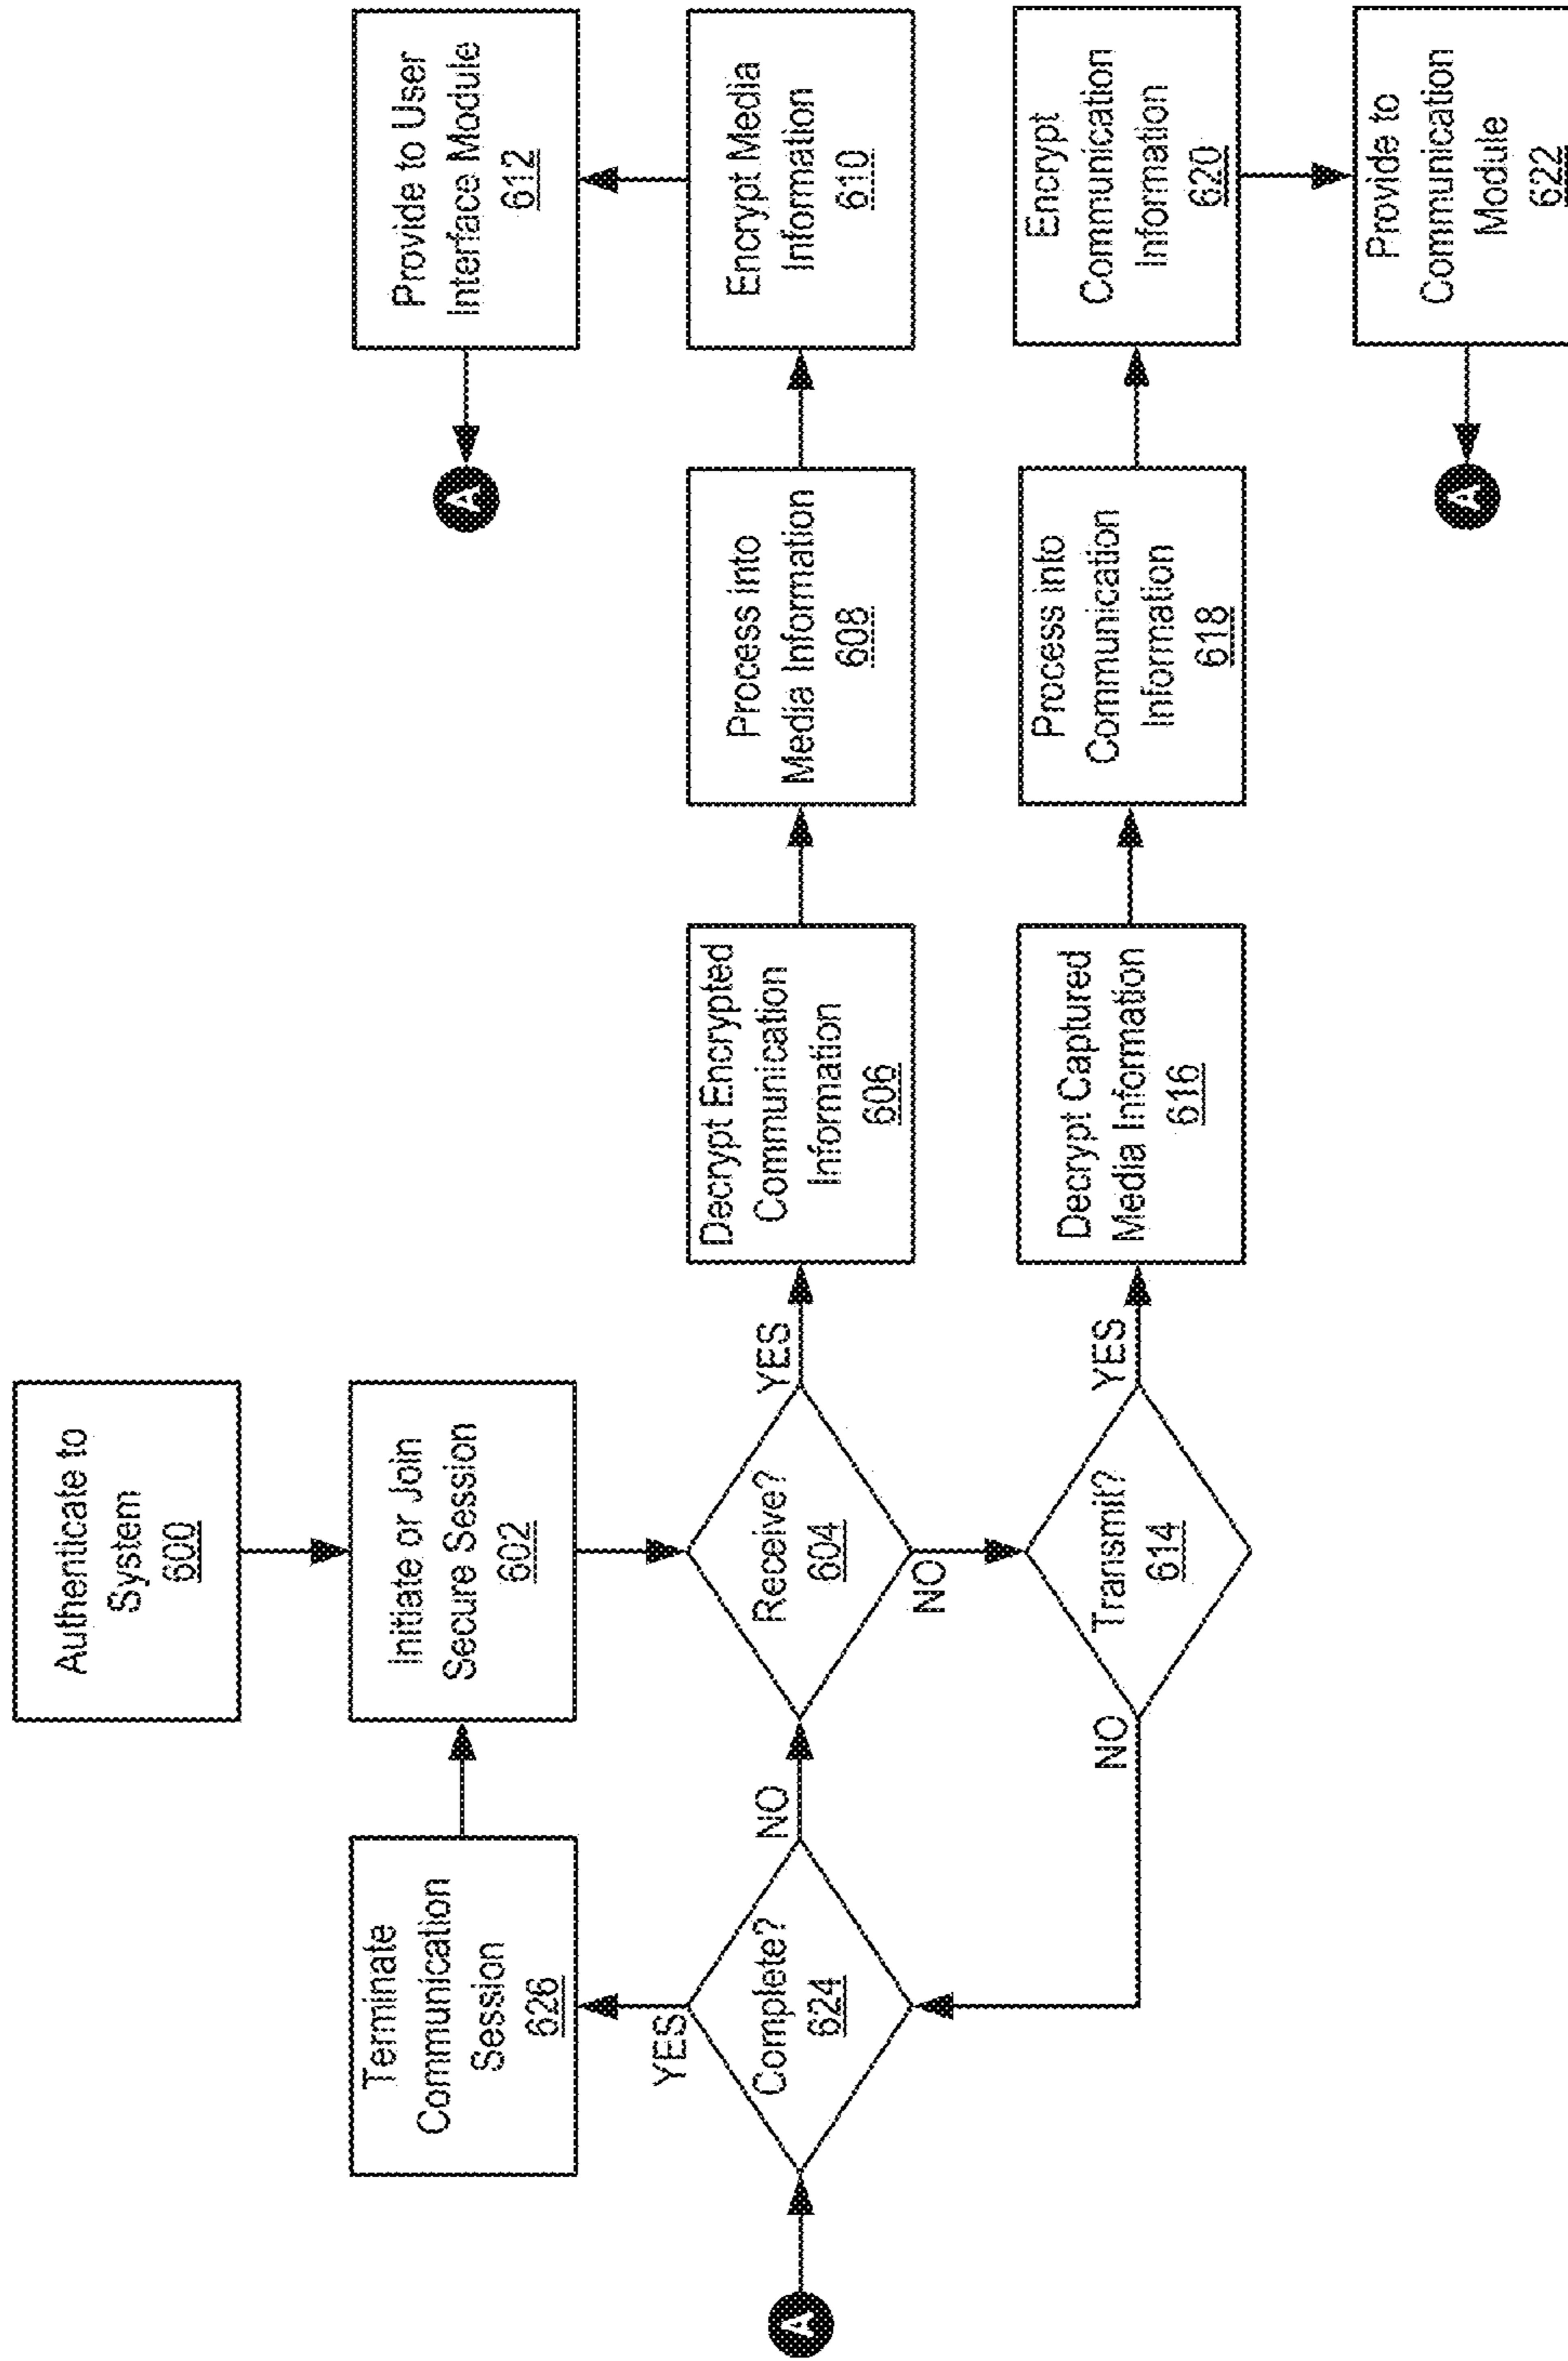 Authenticate to
System
600
Terminate
Communication
Session
626
Initiate or Join
Secure Session
602
Provide to User
Interface Module
612
A
YES
A
Complete?
624
NO
Receive?
604
YES
Decrypt Encrypted
Communication
Information
606
Process into
Media Information
608
Encrypt Media
Information
610
NO
NO
Transmit?
614
YES
Decrypt Captured
Media Information
616
Process into
Communication
Information
618
Encrypt
Communication
Information
620
A
Provide to
Communication
Module
622